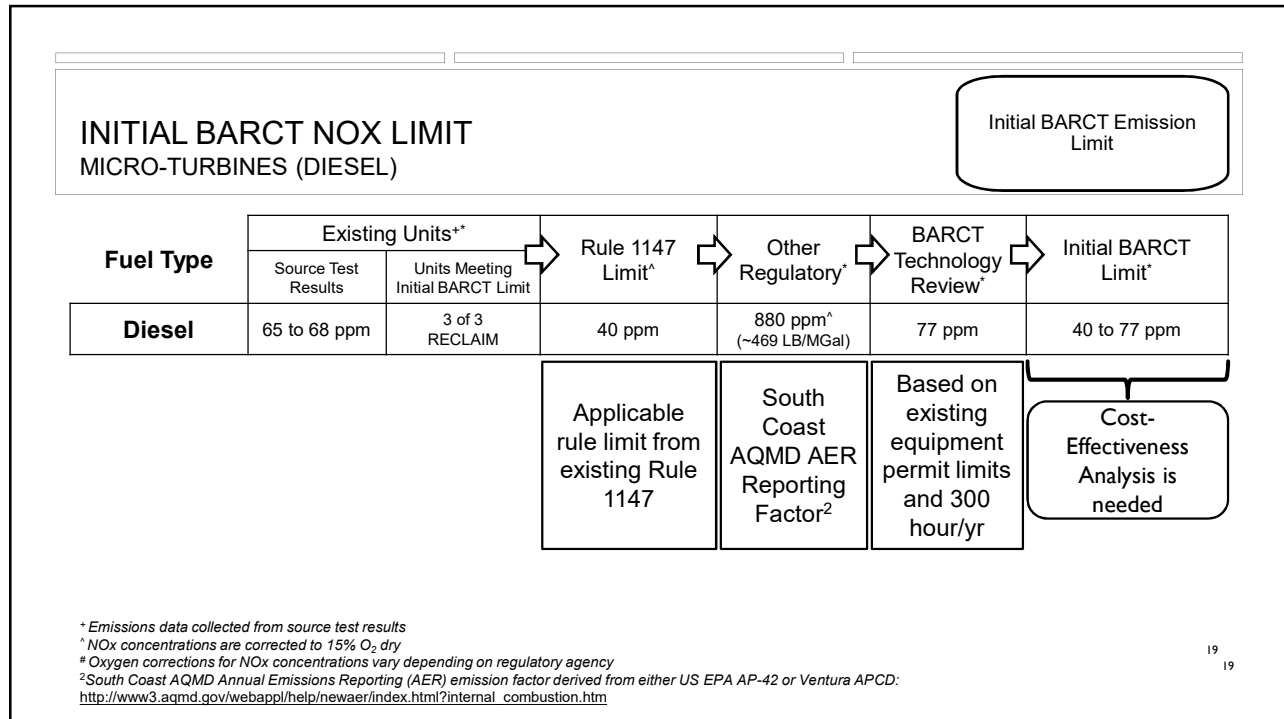 INITIAL BARCT NOX LIMIT
MICRO-TURBINES (DIESEL)
Initial BARCT Emission
Limit
Fuel Type
Existing Units⁺*
Source Test
Results
Units Meeting
Initial BARCT Limit
Rule 1147
Limit^
Other
Regulatory*
BARCT
Technology
Review*
Initial BARCT
Limit*
Diesel
65 to 68 ppm
3 of 3
RECLAIM
40 ppm
880 ppm^
(~469 LB/MGal)
77 ppm
40 to 77 ppm
Applicable
rule limit from
existing Rule
1147
South
Coast
AQMD AER
Reporting
Factor²
Based on
existing
equipment
permit limits
and 300
hour/yr
Cost-
Effectiveness
Analysis is
needed
⁺ Emissions data collected from source test results
^ NOx concentrations are corrected to 15% O₂ dry
# Oxygen corrections for NOx concentrations vary depending on regulatory agency
²South Coast AQMD Annual Emissions Reporting (AER) emission factor derived from either US EPA AP-42 or Ventura APCD:
http://www3.aqmd.gov/webappl/help/newaer/index.html?internal_combustion.htm
19
19